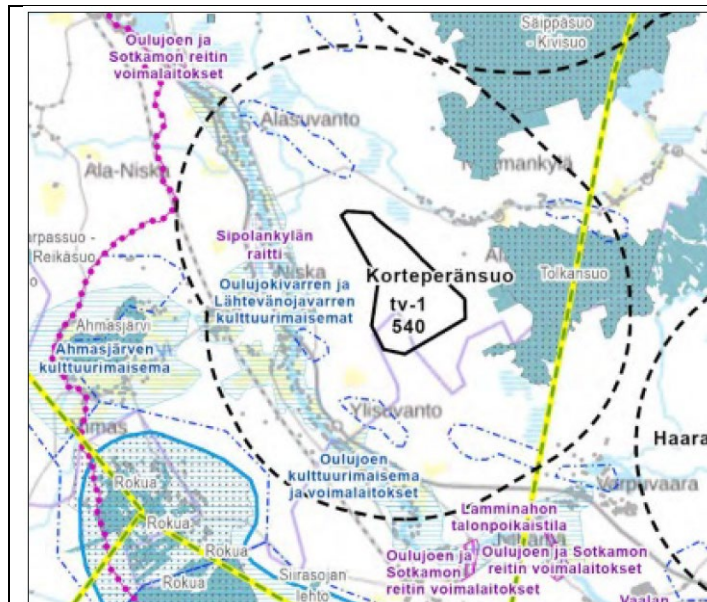 Saippasuo
- Kivisuo
Oulujoen ja
Sotkamon reitin
voimalaitokset
Alasuvanto
Ala-Niska
Sipolankylän
raitti
Niska
Korteperänsuo
tv-1
540
Tolkansuo
Oulujokivarren ja
Lähtevänojavarren
kulttuurimaisemat
Reikäsuo
Ahmasjärvi
Ahmasjärven
kulttuurimaisema
Ylisuvanto
Haara
Oulujoen
kulttuurimaisema
ja voimalaitokset
Rokua
Rokua
Rokua
Rokua
Lamminahon
talonpoikaistila
Oulujoen ja
Sotkamon
reitin voimalaitokset
Oulujoen ja Sotkamon
reitin voimalaitokset
Siirasojan
lehto
Vaalan